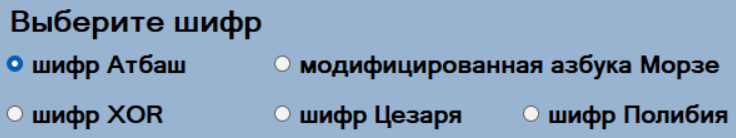 Выберите шифр
шифр Атбаш модифицированная азбука Морзе
шифр XOR шифр Цезаря шифр Полибия